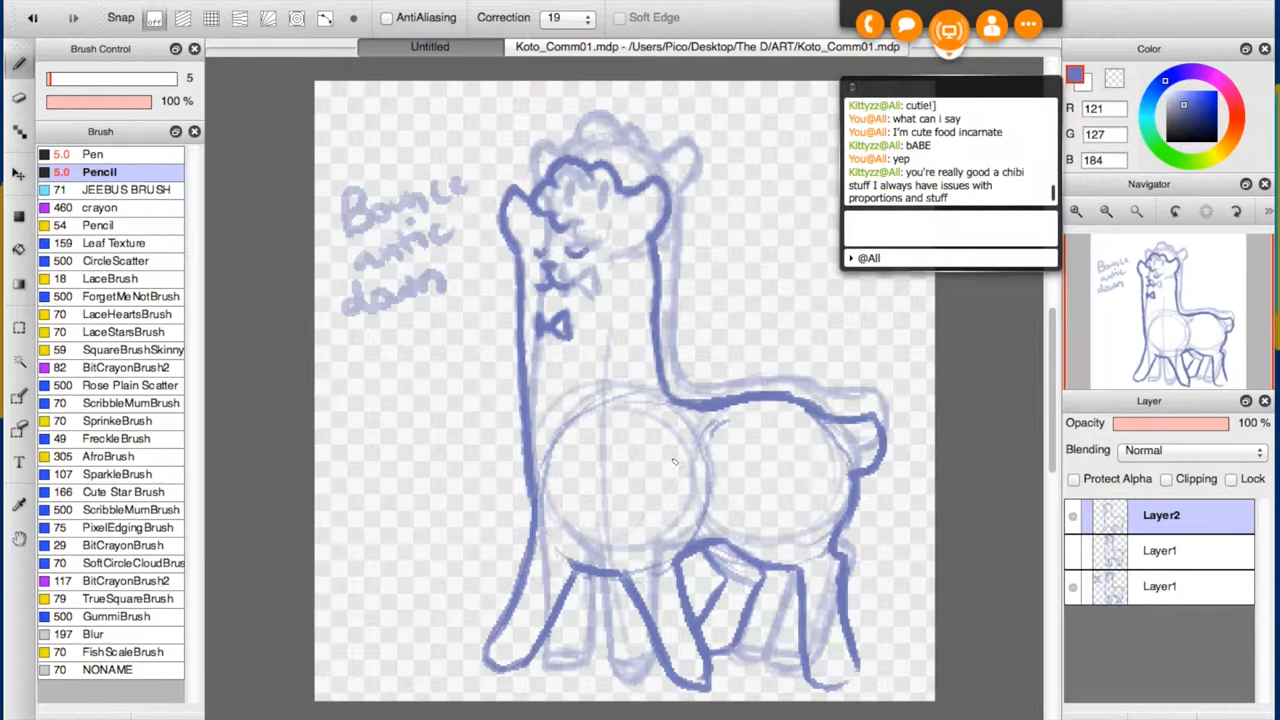 Snap
off
AntiAliasing
Correction
19
Soft Edge
Brush Control
Untitled
Koto_Comm01.mdp - /Users/Pico/Desktop/The D/ART/Koto_Comm01.mdp
5
100 %
Brush
5.0 Pen
5.0 Pencil
71 JEEBUS BRUSH
460 crayon
54 Pencil
159 Leaf Texture
500 CircleScatter
18 LaceBrush
500 ForgetMeNotBrush
70 LaceHeartsBrush
70 LaceStarsBrush
59 SquareBrushSkinny
82 BitCrayonBrush2
500 Rose Plain Scatter
70 ScribbleMumBrush
70 SprinkeBrush
49 FreckleBrush
305 AfroBrush
107 SparkleBrush
166 Cute Star Brush
500 ScribbleMumBrush
75 PixelEdgingBrush
29 BitCrayonBrush
70 SoftCircleCloudBrus
117 BitCrayonBrush2
79 TrueSquareBrush
500 GummiBrush
197 Blur
70 FishScaleBrush
70 NONAME
Bounce
antic
down
Kittyzz@All: cutie!]
You@All: what can i say
You@All: I'm cute food incarnate
Kittyzz@All: bABE
You@All: yep
Kittyzz@All: you're really good a chibi
stuff I always have issues with
proportions and stuff
@All
Color
R 121
G 127
B 184
Navigator
Bounce
antic
down
Layer
Opacity 100 %
Blending Normal
Protect Alpha Clipping Lock
Layer2
Layer1
Layer1